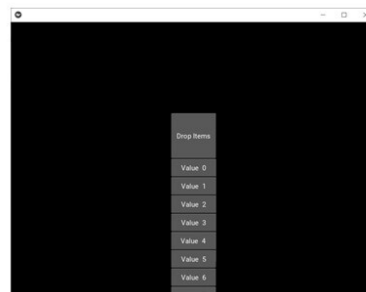 Drop Items
Value 0
Value 1
Value 2
Value 3
Value 4
Value 5
Value 6